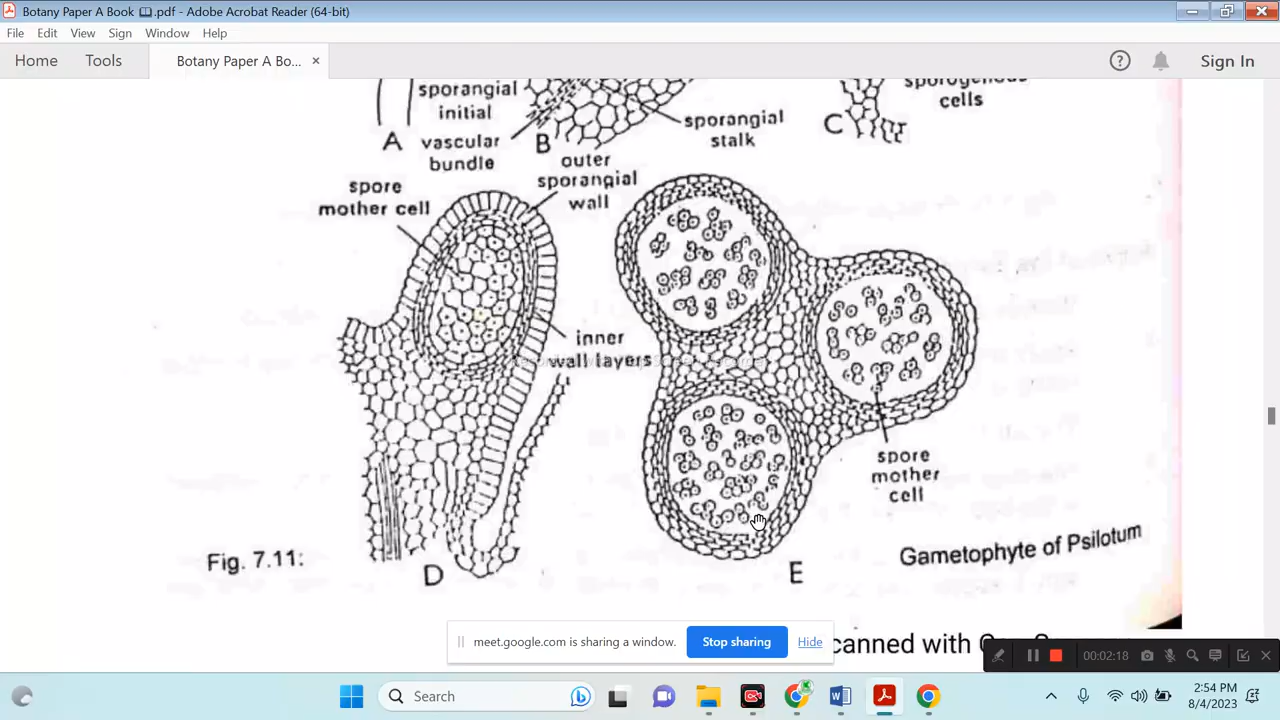 Botany Paper A Book 📖.pdf - Adobe Acrobat Reader (64-bit)
File Edit View Sign Window Help
Home Tools Botany Paper A Bo... × Sign In
sporangial
initial
A
vascular
bundle
B
sporangial
stalk
sporogenous
cells
C
spore
mother cell
outer
sporangial
wall
inner
wall layers
spore
mother
cell
Fig. 7.11:
D
E
Gametophyte of Psilotum
meet.google.com is sharing a window. Stop sharing Hide
canned with
00:02:18
Search
2:54 PM
8/4/2023